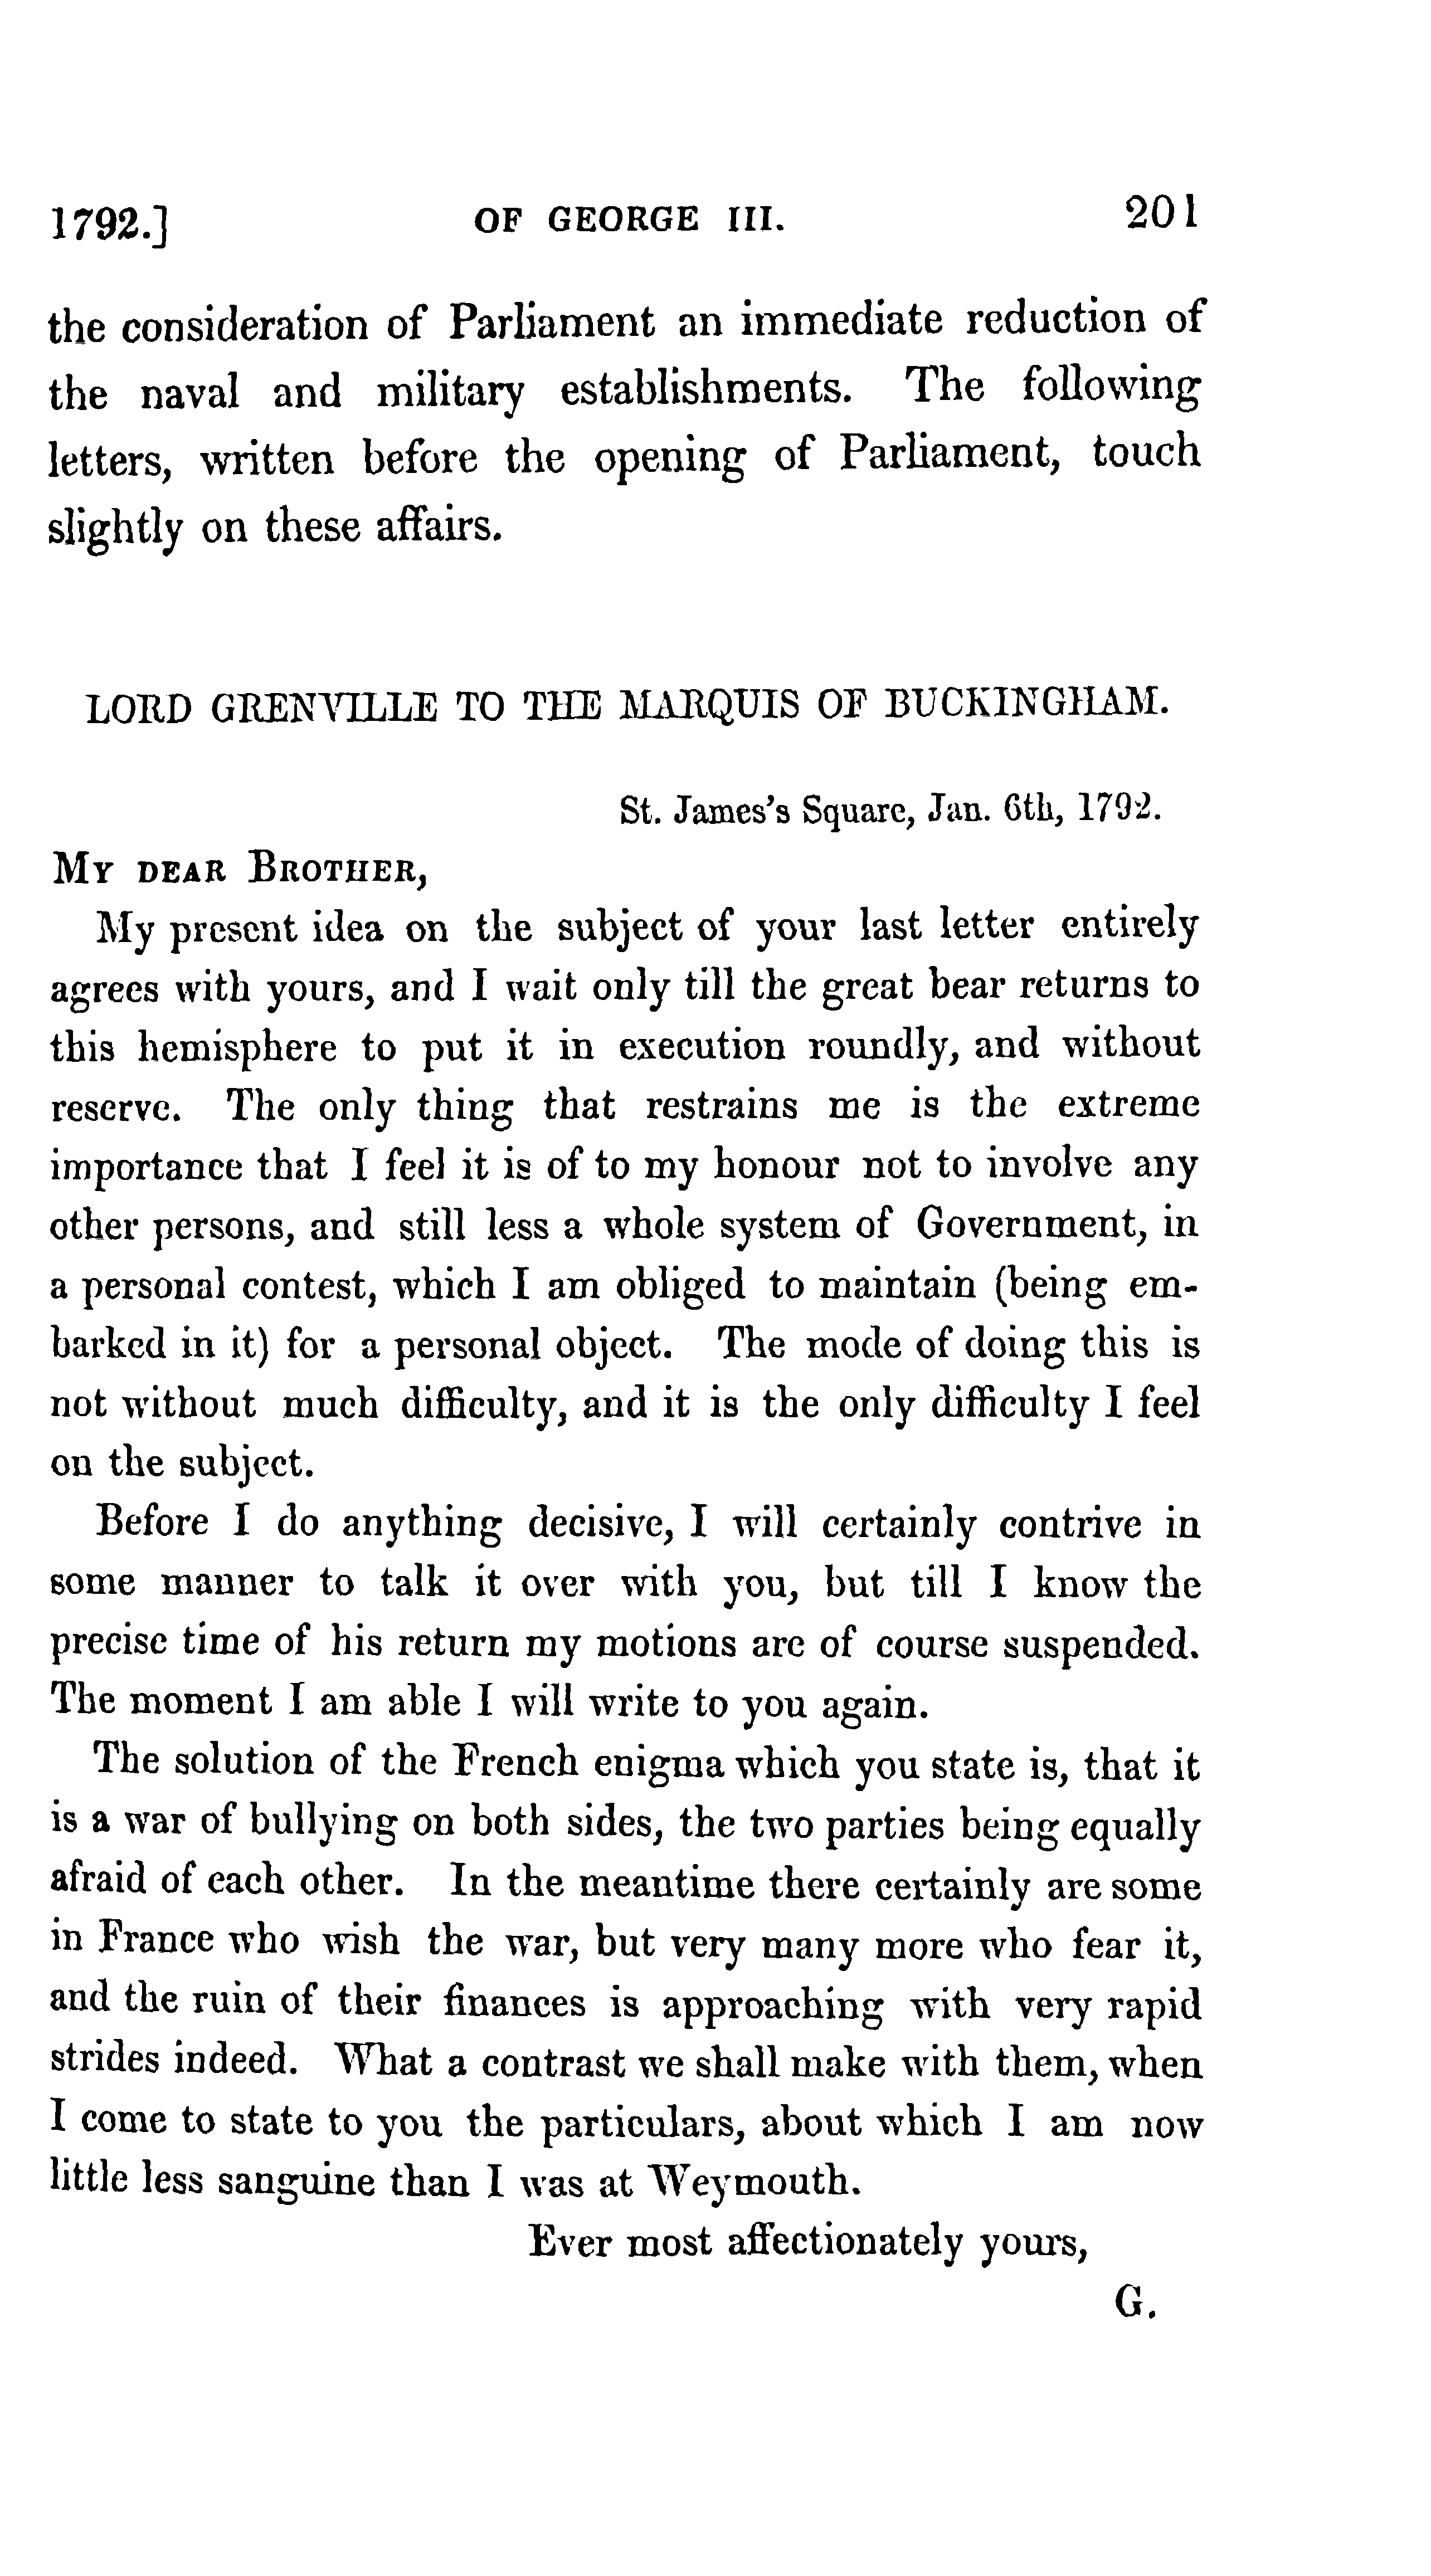 1792.] OF GEORGE III. 201
the consideration of Parliament an immediate reduction of
the naval and military establishments. The following
letters, written before the opening of Parliament, touch
slightly on these affairs.
LORD GRENVILLE TO THE MARQUIS OF BUCKINGHAM.
St. James's Square, Jan. 6th, 1792.
MY DEAR BROTHER,
My present idea on the subject of your last letter entirely
agrees with yours, and I wait only till the great bear returns to
this hemisphere to put it in execution roundly, and without
reserve. The only thing that restrains me is the extreme
importance that I feel it is of to my honour not to involve any
other persons, and still less a whole system of Government, in
a personal contest, which I am obliged to maintain (being em-
barked in it) for a personal object. The mode of doing this is
not without much difficulty, and it is the only difficulty I feel
on the subject.
Before I do anything decisive, I will certainly contrive in
some manner to talk it over with you, but till I know the
precise time of his return my motions are of course suspended.
The moment I am able I will write to you again.
The solution of the French enigma which you state is, that it
is a war of bullying on both sides, the two parties being equally
afraid of each other. In the meantime there certainly are some
in France who wish the war, but very many more who fear it,
and the ruin of their finances is approaching with very rapid
strides indeed. What a contrast we shall make with them, when
I come to state to you the particulars, about which I am now
little less sanguine than I was at Weymouth.
Ever most affectionately yours,
G.